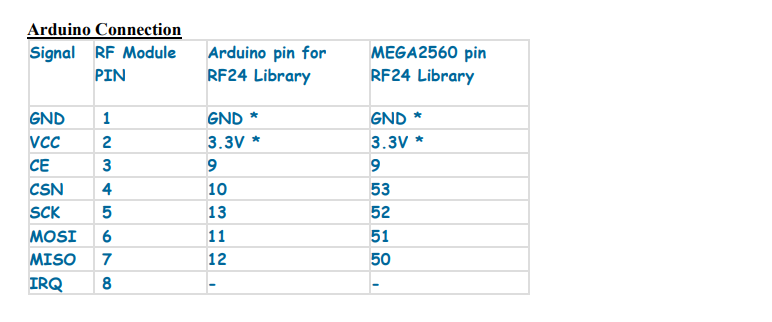 Arduino Connection
Signal RF Module PIN Arduino pin for RF24 Library MEGA2560 pin RF24 Library
GND 1 GND * GND *
VCC 2 3.3V * 3.3V *
CE 3 9 9
CSN 4 10 53
SCK 5 13 52
MOSI 6 11 51
MISO 7 12 50
IRQ 8 - -